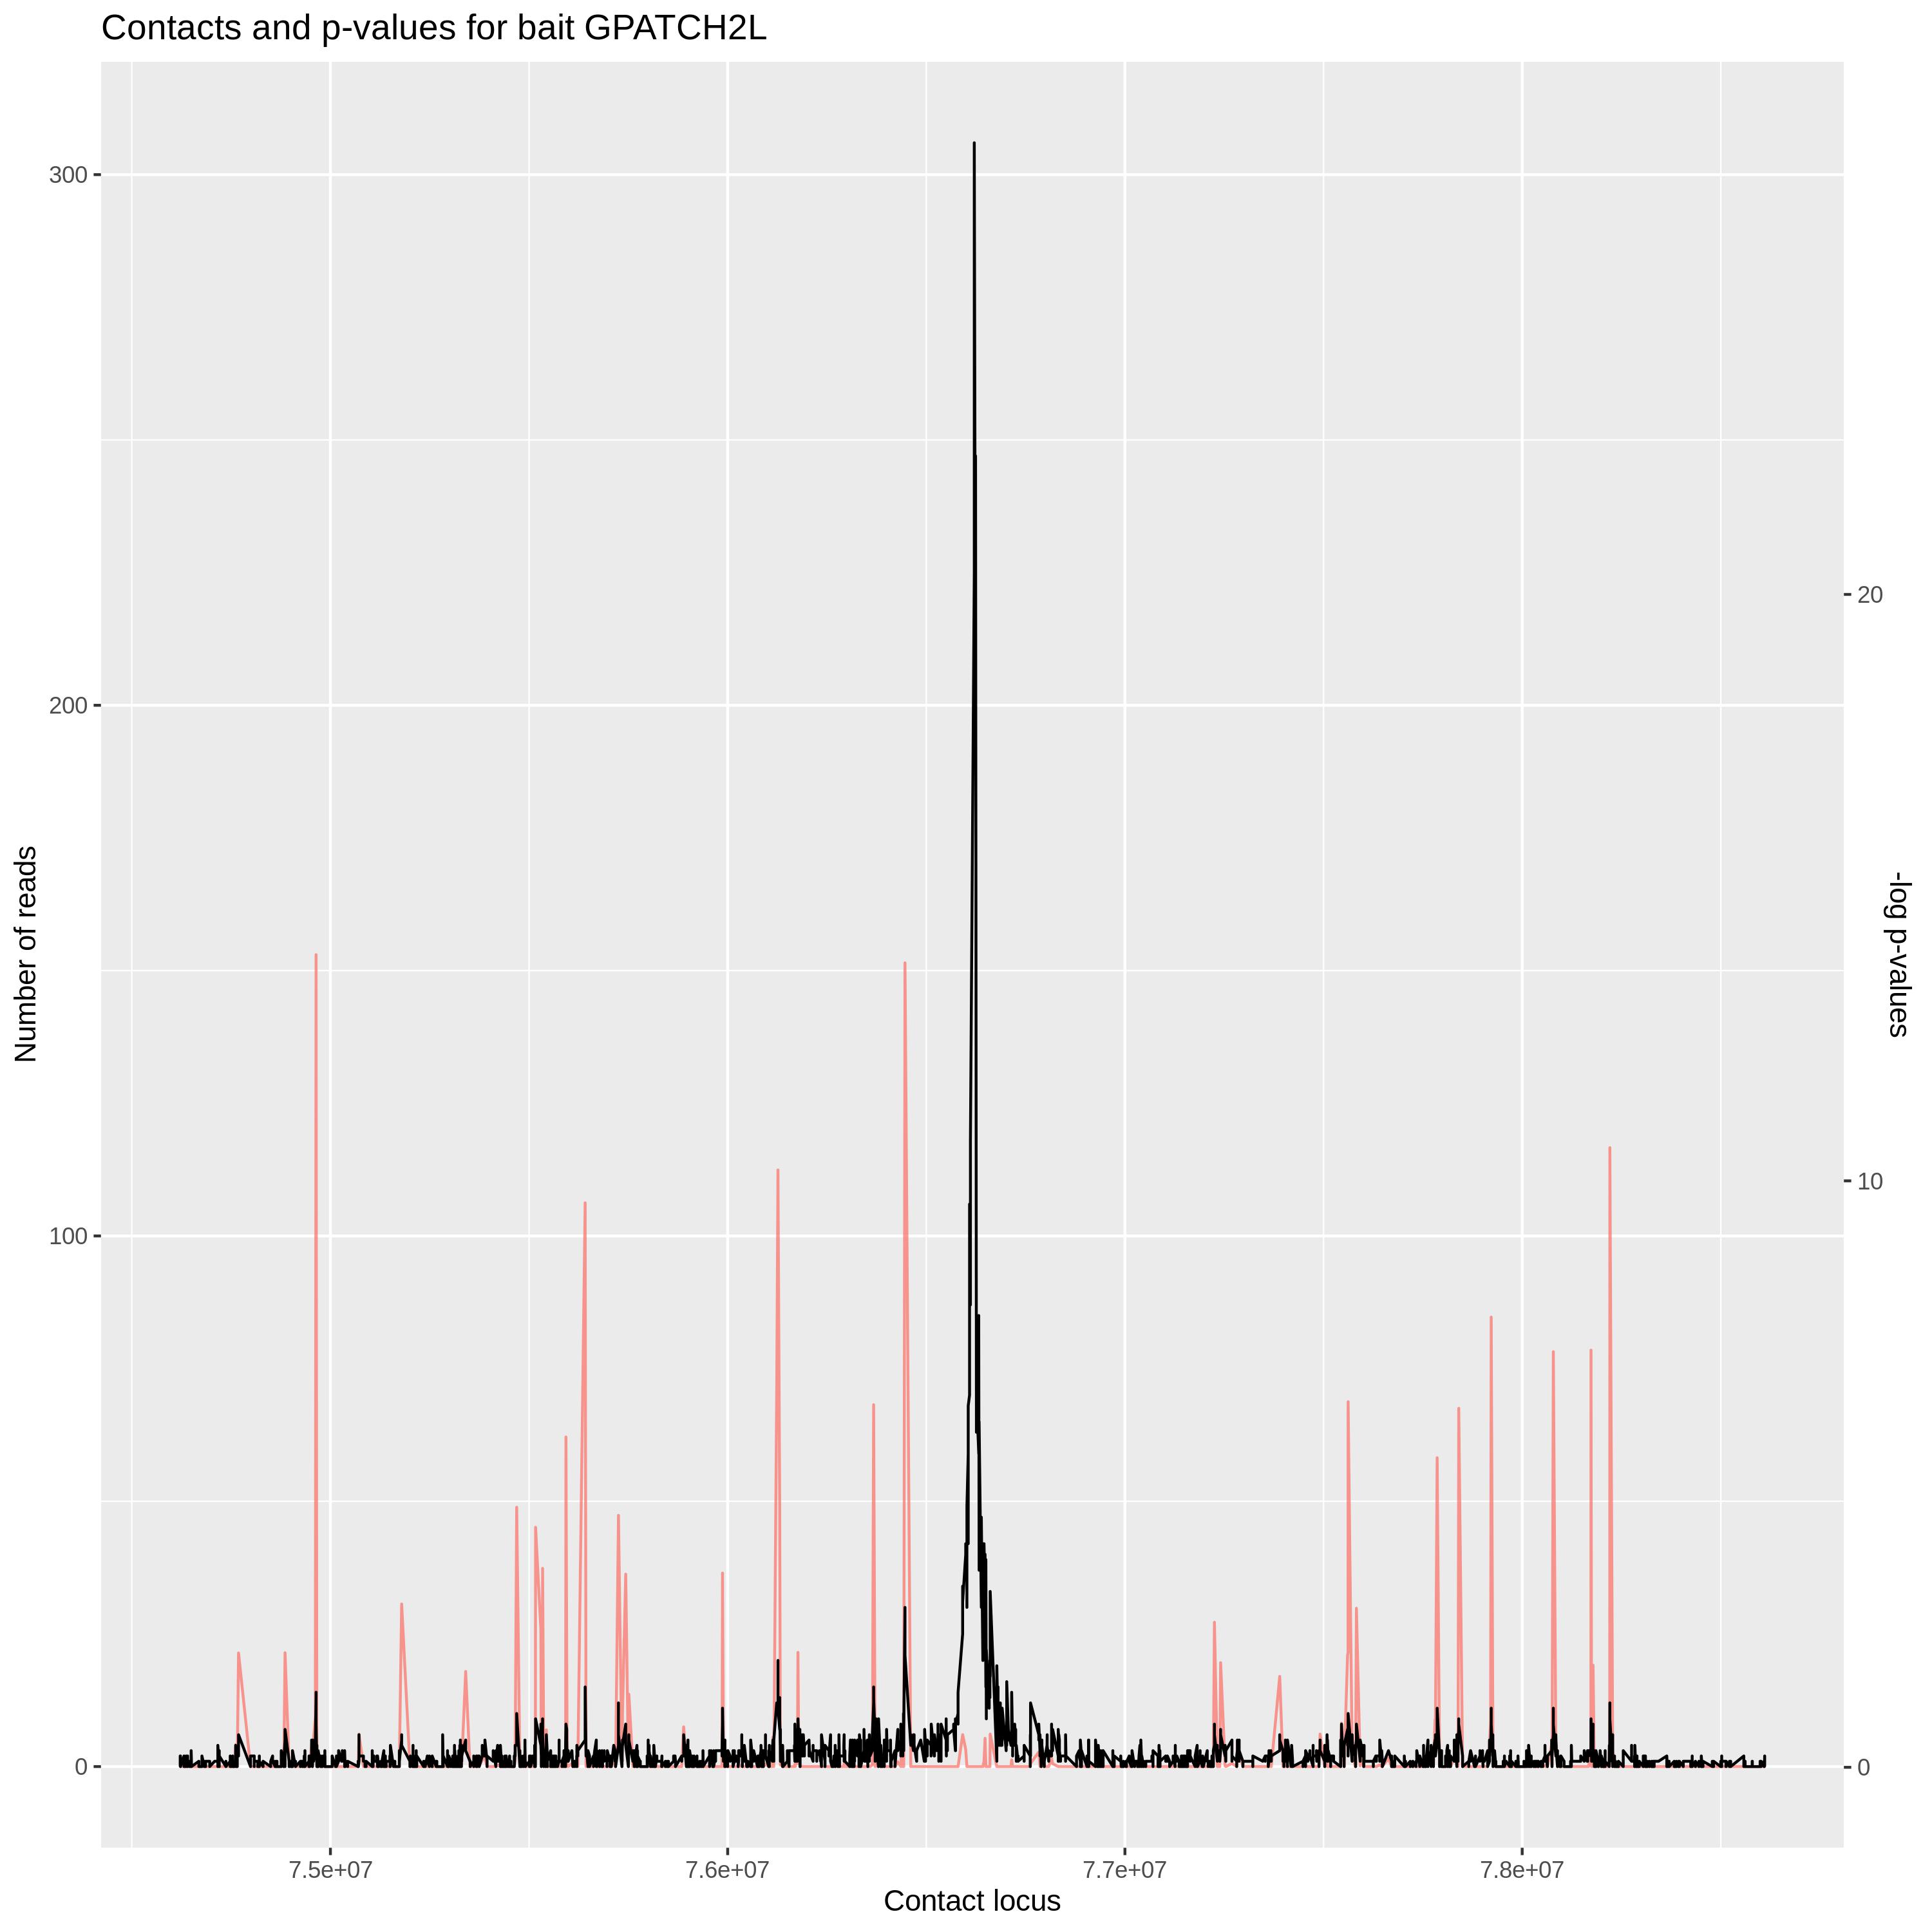 Contacts and p-values for bait GPATCH2L
300
200
100
0
Number of reads
20
10
0
-log p-values
7.5e+07
7.6e+07
7.7e+07
7.8e+07
Contact locus